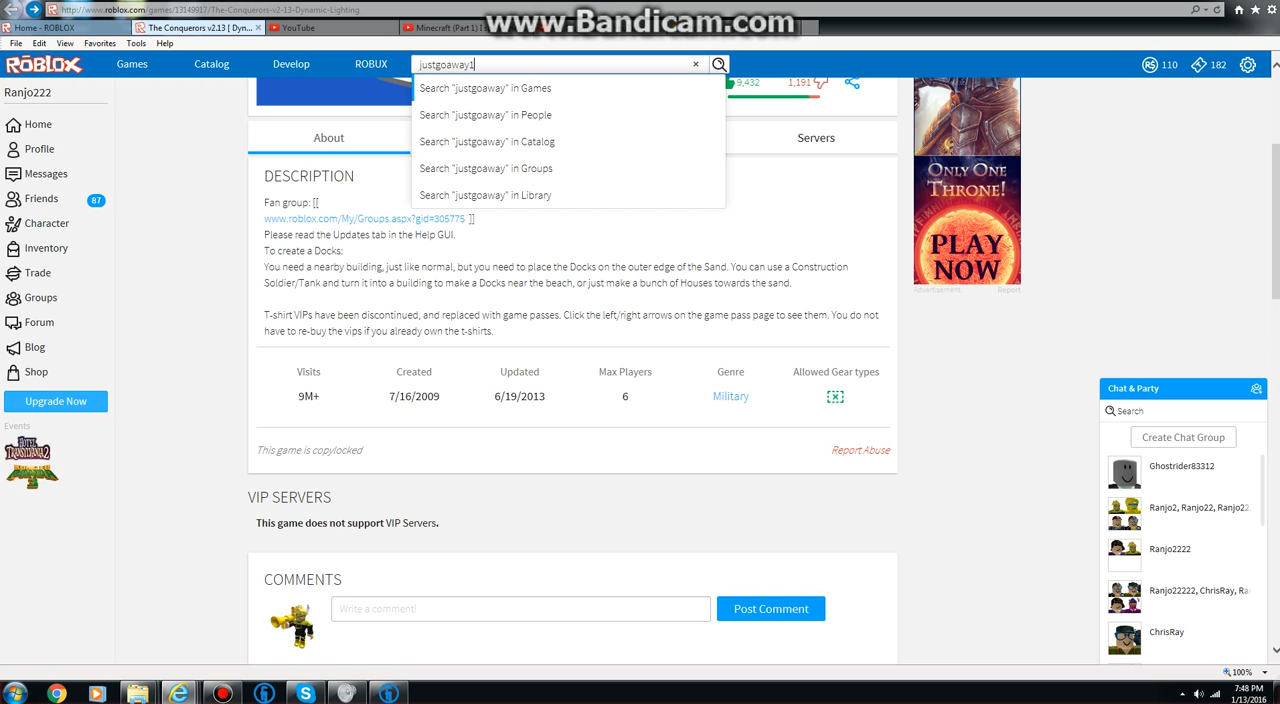 www.Bandicam.com
http://www.roblox.com/games/13149917/The-Conquerors-v2-13-Dynamic-Lighting
Home - ROBLOX
The Conquerors v2.13 | Dyn...
YouTube
Minecraft (Part 1) | 
File Edit View Favorites Tools Help
ROBLOX Games Catalog Develop ROBUX justgoaway1 × R$ 110 182
Search "justgoaway" in Games
Search "justgoaway" in People
Search "justgoaway" in Catalog
Search "justgoaway" in Groups
Search "justgoaway" in Library
9,432 1,191
Ranjo222
Home
Profile
Messages
Friends 87
Character
Inventory
Trade
Groups
Forum
Blog
Shop
Upgrade Now
Events
HOTEL
TRANSYLVANIA 2
About
Servers
DESCRIPTION
Fan group: [[
www.roblox.com/My/Groups.aspx?gid=305775 ]]
Please read the Updates tab in the Help GUI.
To create a Docks:
You need a nearby building, just like normal, but you need to place the Docks on the outer edge of the Sand. You can use a Construction
Soldier/Tank and turn it into a building to make a Docks near the beach, or just make a bunch of Houses towards the sand.
T-shirt VIPs have been discontinued, and replaced with game passes. Click the left/right arrows on the game pass page to see them. You do not
have to re-buy the vips if you already own the t-shirts.
Visits Created Updated Max Players Genre Allowed Gear types
9M+ 7/16/2009 6/19/2013 6 Military
This game is copylocked
Report Abuse
VIP SERVERS
This game does not support VIP Servers.
COMMENTS
Write a comment!
Post Comment
ONLY ONE
THRONE!
PLAY
NOW
Advertisement
Report
Chat & Party
Search
Create Chat Group
Ghostrider83312
Ranjo2, Ranjo22, Ranjo22
Ranjo2222
Ranjo22222, ChrisRay, Ra
ChrisRay
100%
7:48 PM
1/13/2016